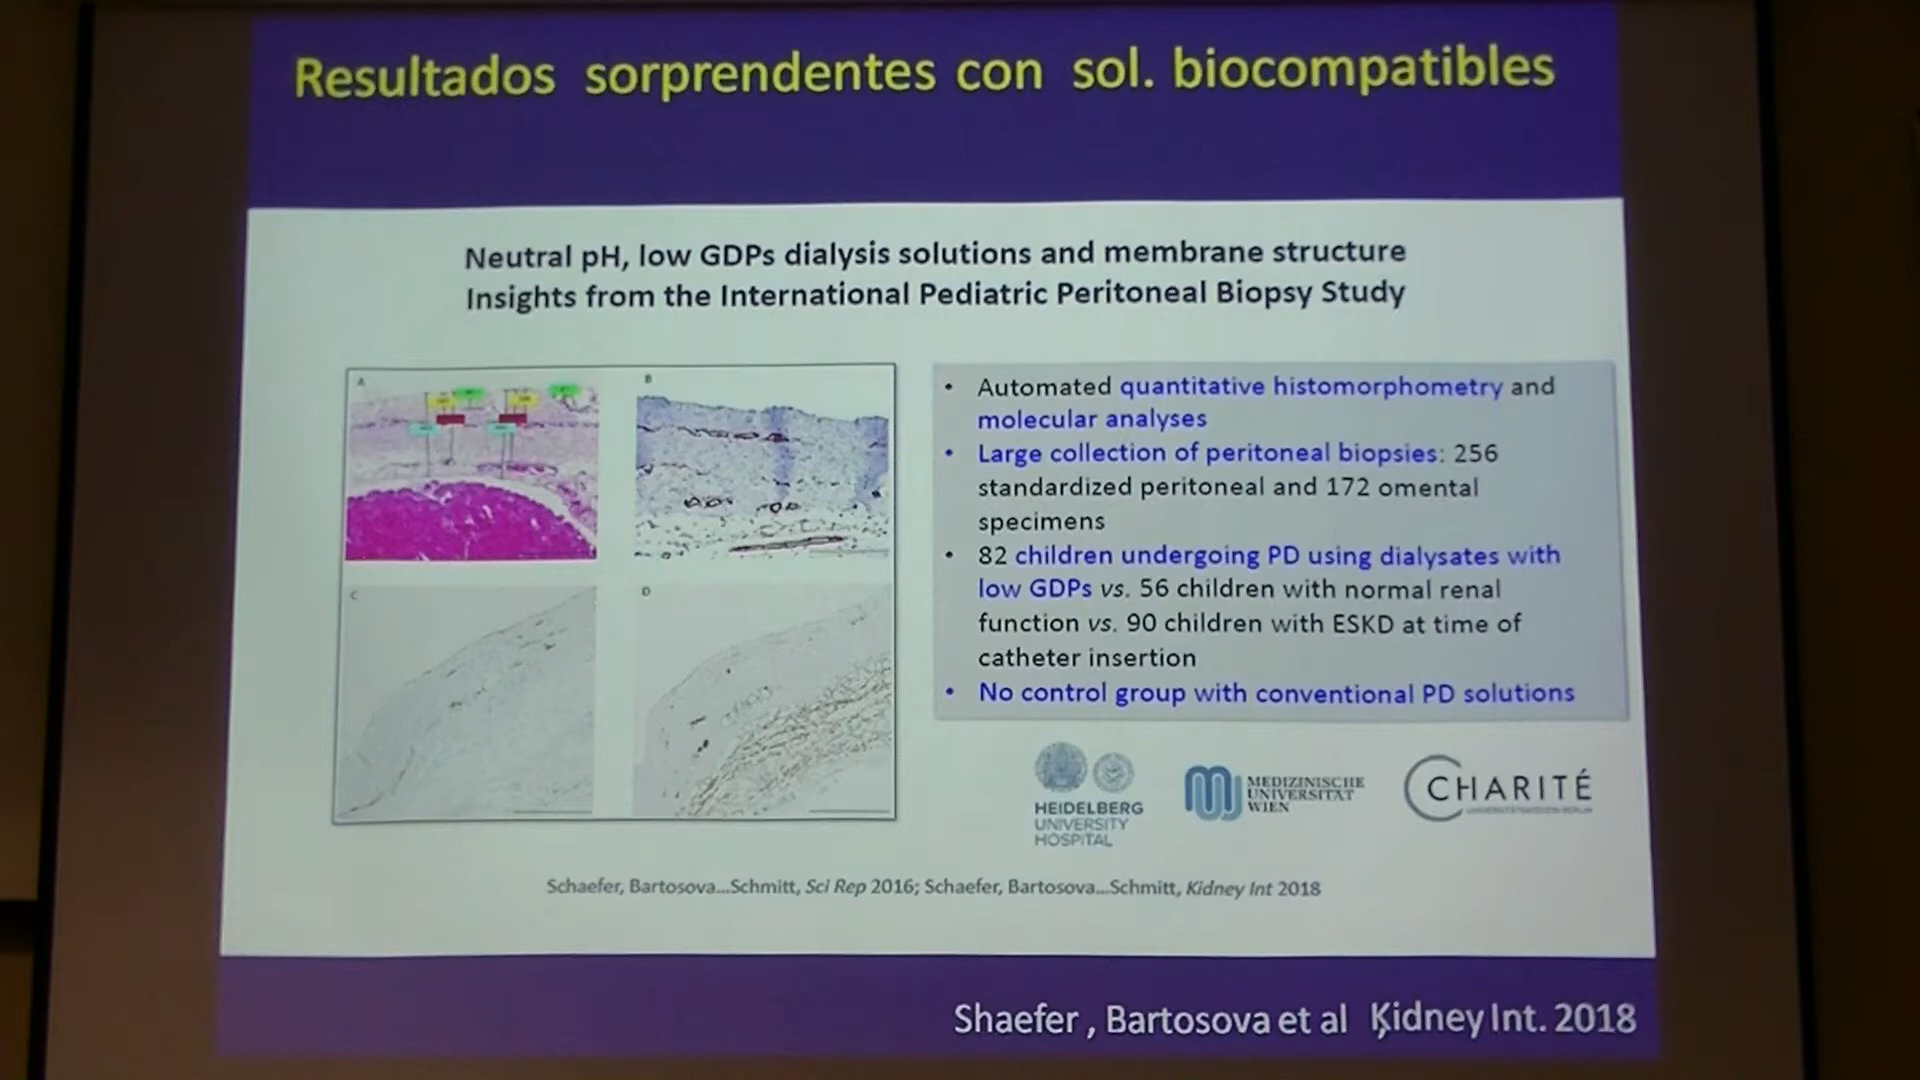 Resultados sorprendentes con sol. biocompatibles
Neutral pH, low GDPs dialysis solutions and membrane structure
Insights from the International Pediatric Peritoneal Biopsy Study
A
B
C
D
• Automated quantitative histomorphometry and
molecular analyses
• Large collection of peritoneal biopsies: 256
standardized peritoneal and 172 omental
specimens
• 82 children undergoing PD using dialysates with
low GDPs vs. 56 children with normal renal
function vs. 90 children with ESKD at time of
catheter insertion
• No control group with conventional PD solutions
HEIDELBERG
UNIVERSITY
HOSPITAL
MEDIZINISCHE
UNIVERSITÄT
WIEN
CHARITÉ
Schaefer, Bartosova...Schmitt, Sci Rep 2016; Schaefer, Bartosova...Schmitt, Kidney Int 2018
Shaefer , Bartosova et al Kidney Int. 2018